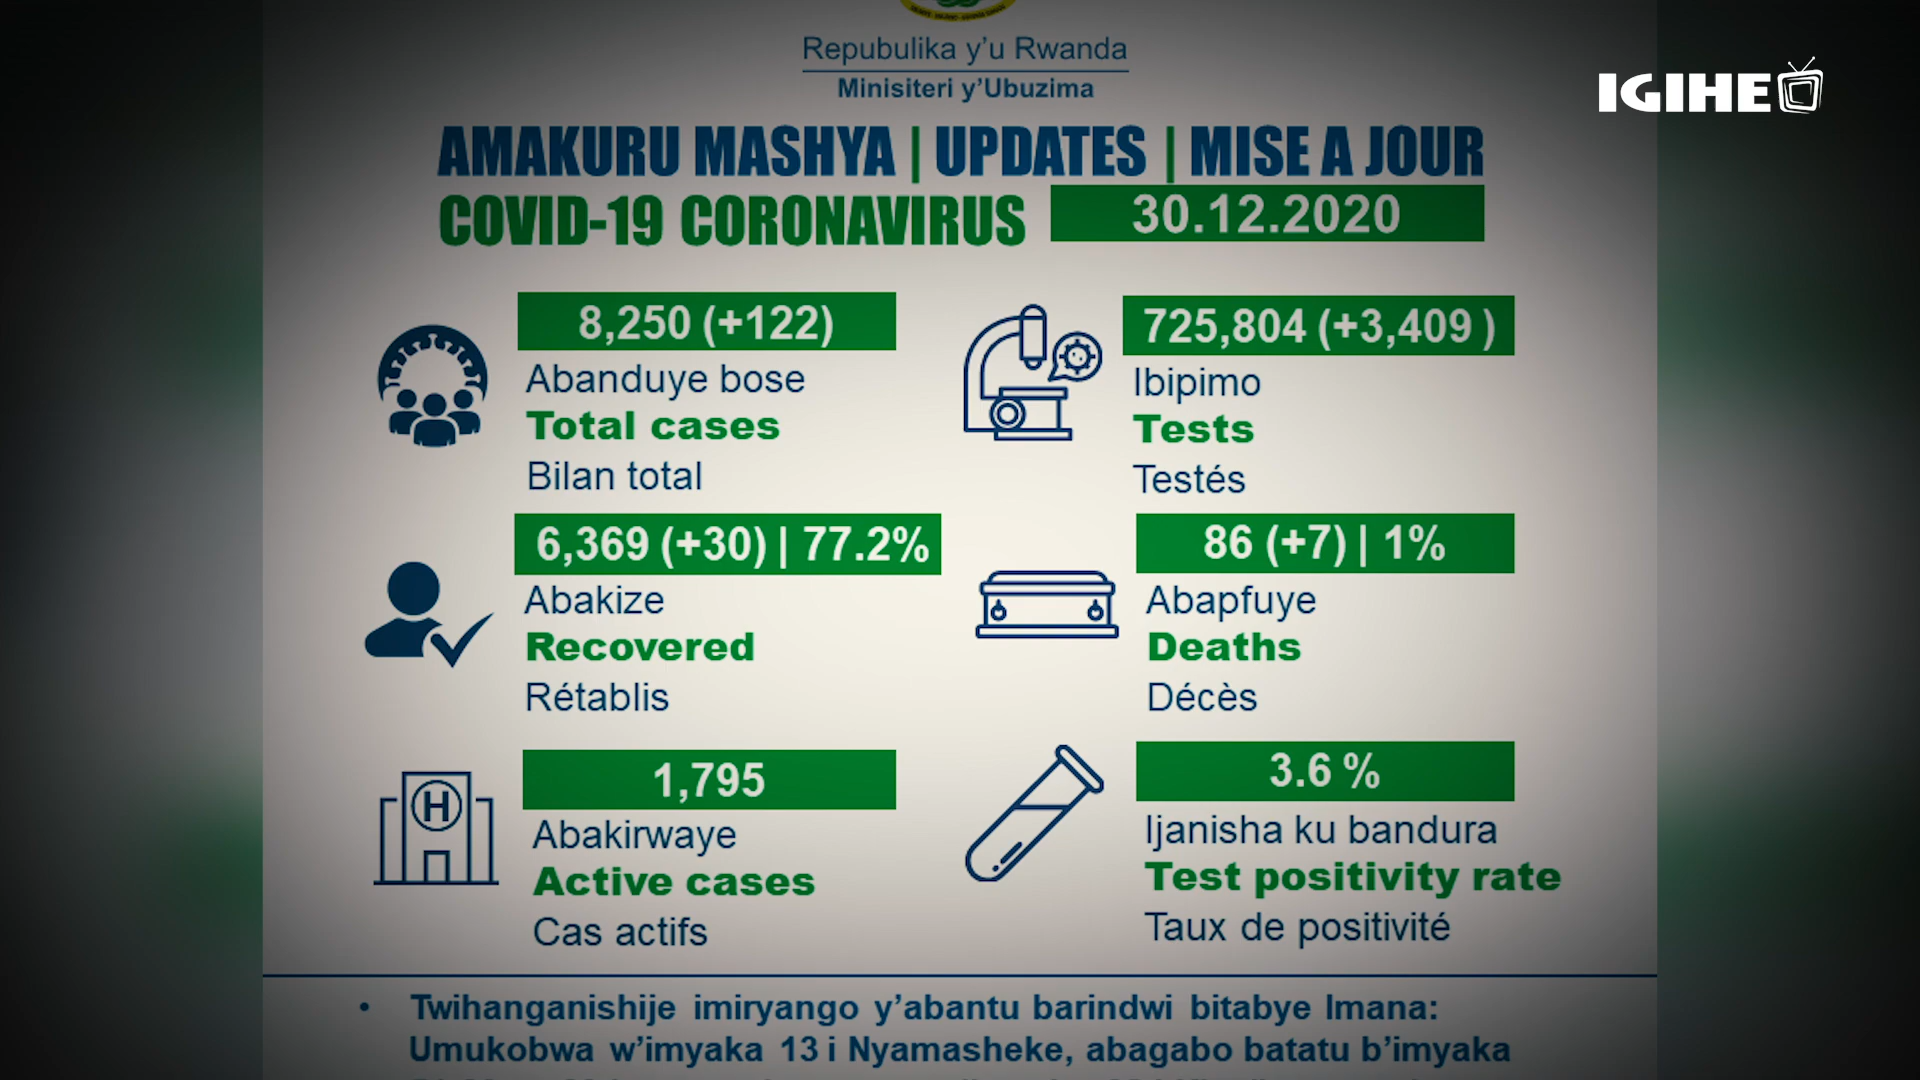 Repubulika y'u Rwanda
Minisiteri y'Ubuzima
IGIHE
AMAKURU MASHYA | UPDATES | MISE A JOUR
COVID-19 CORONAVIRUS 30.12.2020
8,250 (+122)
Abanduye bose
Total cases
Bilan total
725,804 (+3,409 )
Ibipimo
Tests
Testés
6,369 (+30) | 77.2%
Abakize
Recovered
Rétablis
86 (+7) | 1%
Abapfuye
Deaths
Décès
1,795
H
Abakirwaye
Active cases
Cas actifs
3.6 %
Ijanisha ku bandura
Test positivity rate
Taux de positivité
• Twihanganishije imiryango y'abantu barindwi bitabye Imana:
Umukobwa w'imyaka 13 i Nyamasheke, abagabo batatu b'imyaka